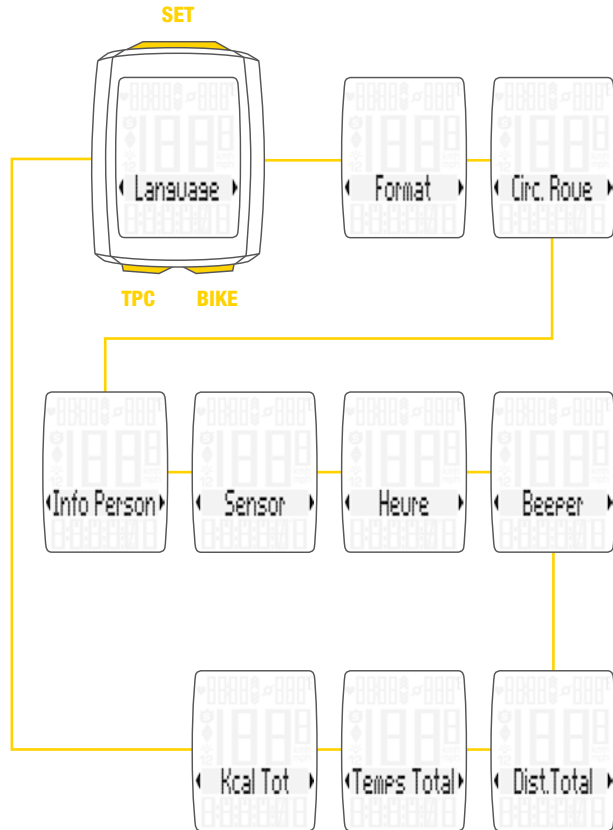 SET
Language
Format
Circ. Roue
TPC BIKE
Info Person
Sensor
Heure
Beeper
Kcal Tot
Temps Total
Dist.Total